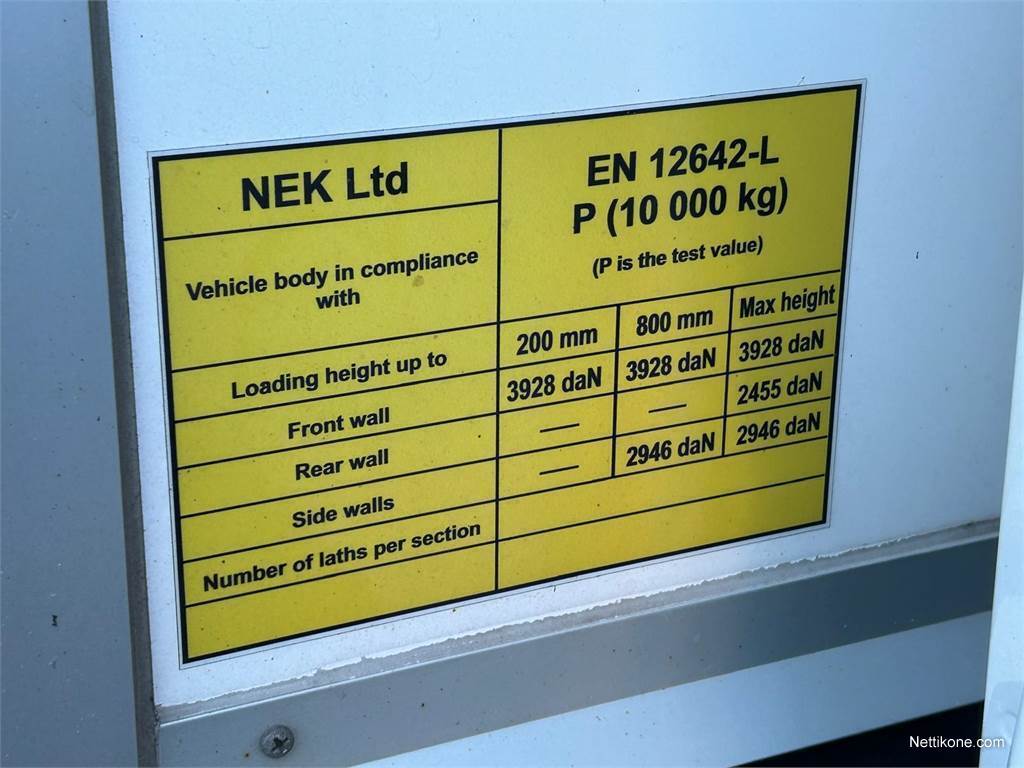 NEK Ltd
EN 12642-L
P (10 000 kg)
(P is the test value)
Vehicle body in compliance
with
Loading height up to 200 mm 800 mm Max height
Front wall 3928 daN 3928 daN 3928 daN
Rear wall — — 2455 daN
Side walls — 2946 daN 2946 daN
Number of laths per section
Nettikone.com